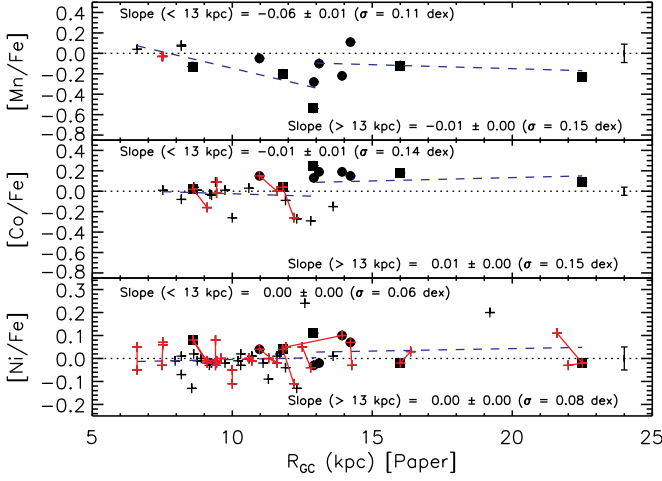 Slope (< 13 kpc) = -0.06 ± 0.01 (σ = 0.11 dex)
0.4
0.2
0.0
-0.2
-0.4
-0.6
-0.8
[Mn/Fe]
Slope (> 13 kpc) = -0.01 ± 0.00 (σ = 0.15 dex)
Slope (< 13 kpc) = -0.01 ± 0.01 (σ = 0.14 dex)
0.4
0.2
0.0
-0.2
-0.4
-0.6
-0.8
[Co/Fe]
Slope (> 13 kpc) = 0.01 ± 0.00 (σ = 0.15 dex)
Slope (< 13 kpc) = 0.00 ± 0.00 (σ = 0.06 dex)
0.3
0.2
0.1
0.0
-0.1
-0.2
[Ni/Fe]
Slope (> 13 kpc) = 0.00 ± 0.00 (σ = 0.08 dex)
5 10 15 20 25
R_GC (kpc) [Paper]